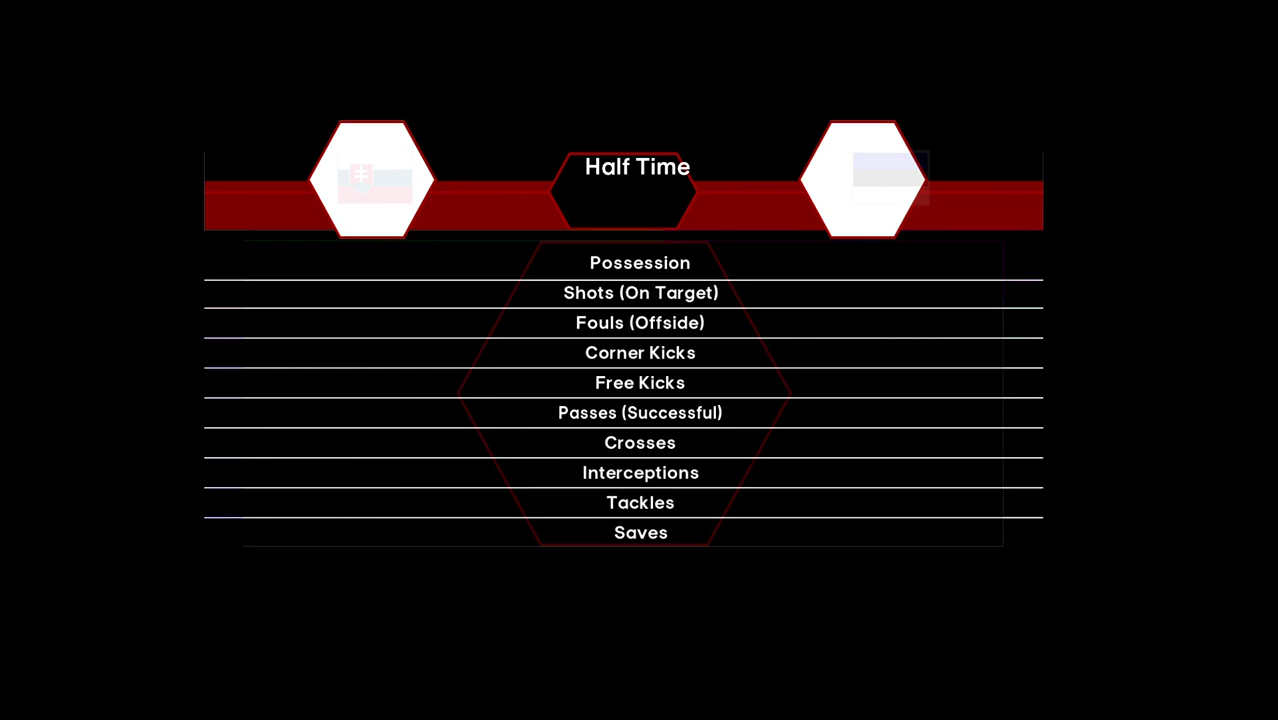 Half Time
Possession
Shots (On Target)
Fouls (Offside)
Corner Kicks
Free Kicks
Passes (Successful)
Crosses
Interceptions
Tackles
Saves